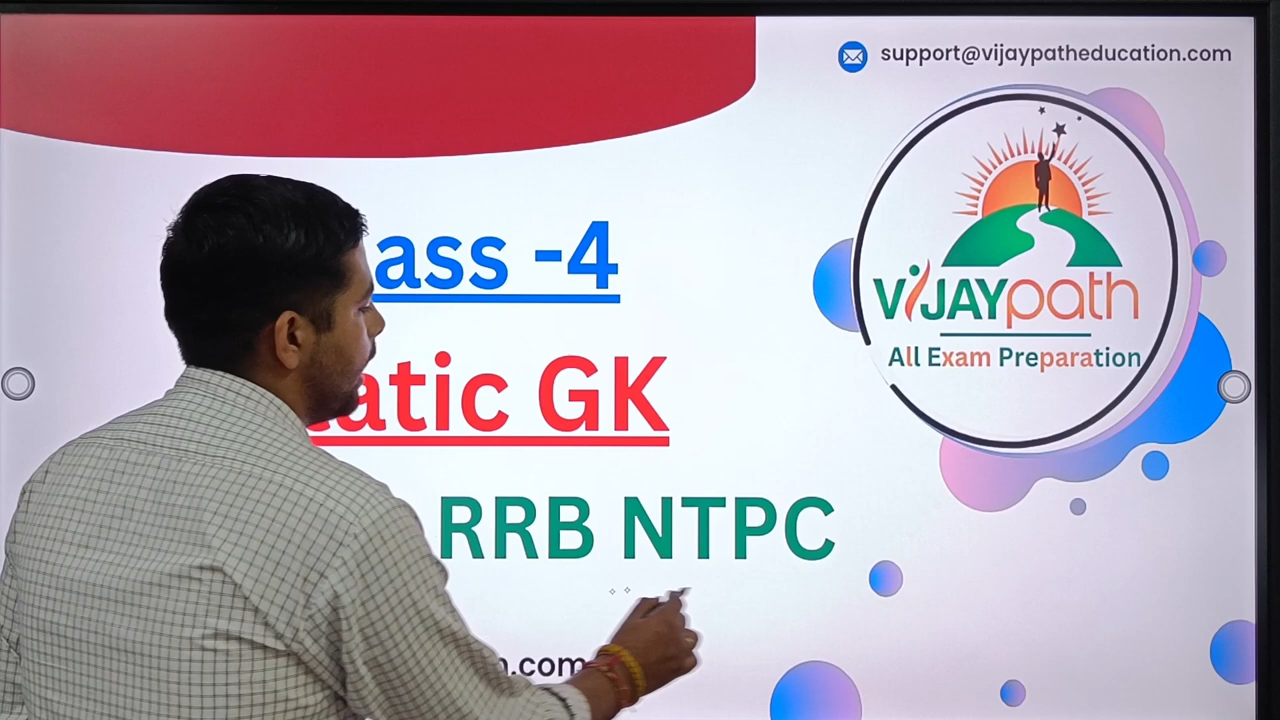 support@vijaypatheducation.com
ass -4
atic GK
RRB NTPC
.com
VIJAYpath
All Exam Preparation